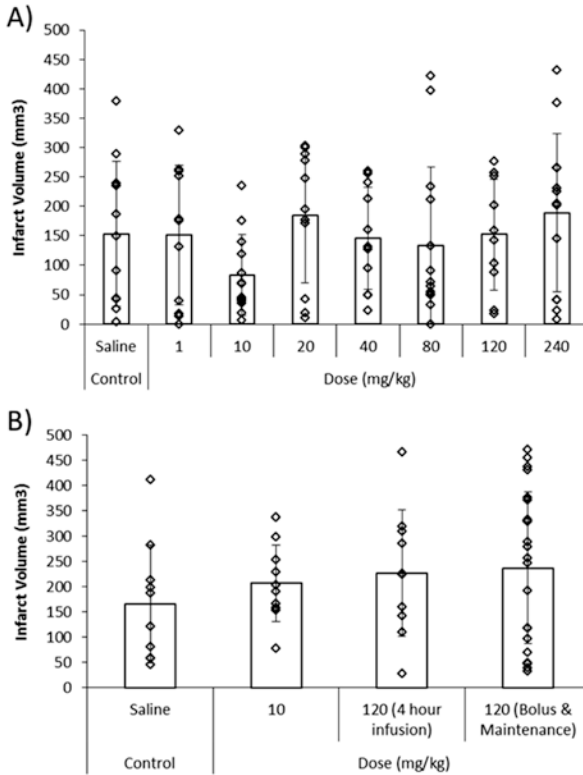 A)
Infarct Volume (mm3)
500
450
400
350
300
250
200
150
100
50
0
Saline 1 10 20 40 80 120 240
Control Dose (mg/kg)
B)
Infarct Volume (mm3)
500
450
400
350
300
250
200
150
100
50
0
Saline 10 120 (4 hour infusion) 120 (Bolus & Maintenance)
Control Dose (mg/kg)